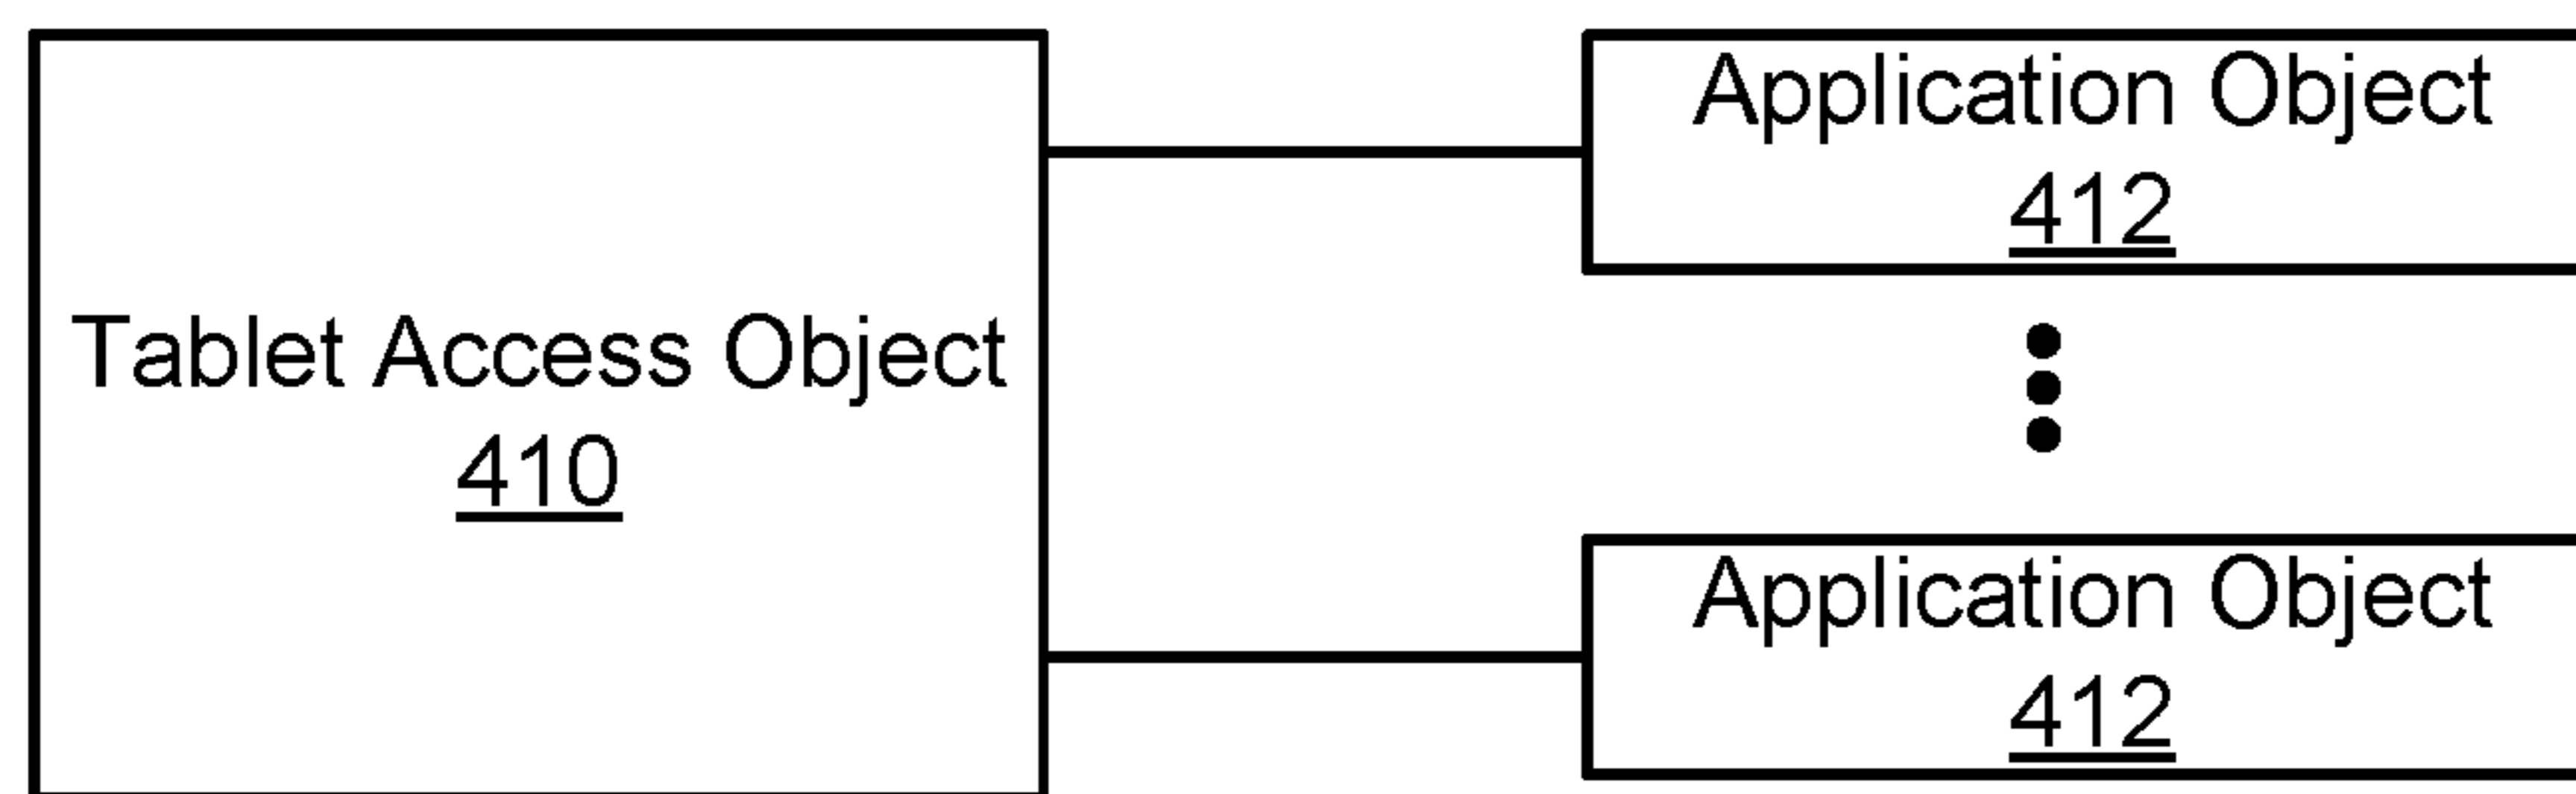 Tablet Access Object
410
Application Object
412
Application Object
412